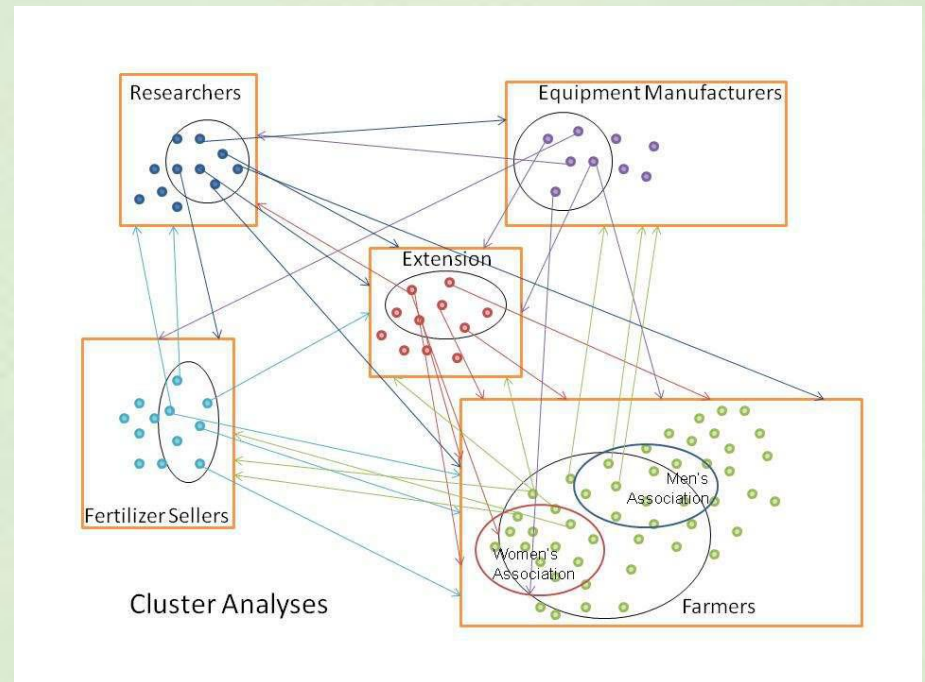 Researchers
Equipment Manufacturers
Extension
Fertilizer Sellers
Men's
Association
Women's
Association
Cluster Analyses
Farmers